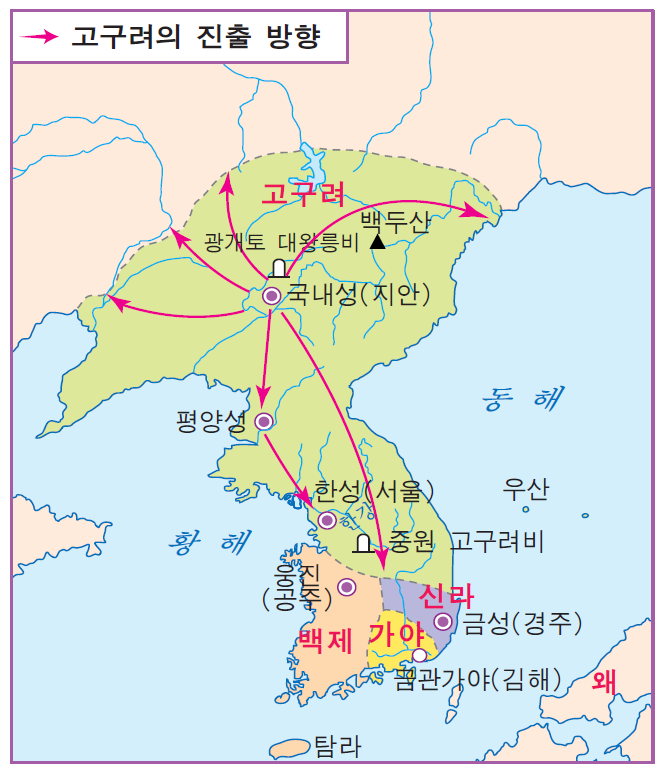 고구려의 진출 방향
고구려
백두산
광개토 대왕릉비
국내성(지안)
동해
평양성
한성(서울)
우산
한강
황해
중원 고구려비
웅진
(공주)
신라
금성(경주)
백제
가야
금관가야(김해)
왜
탐라